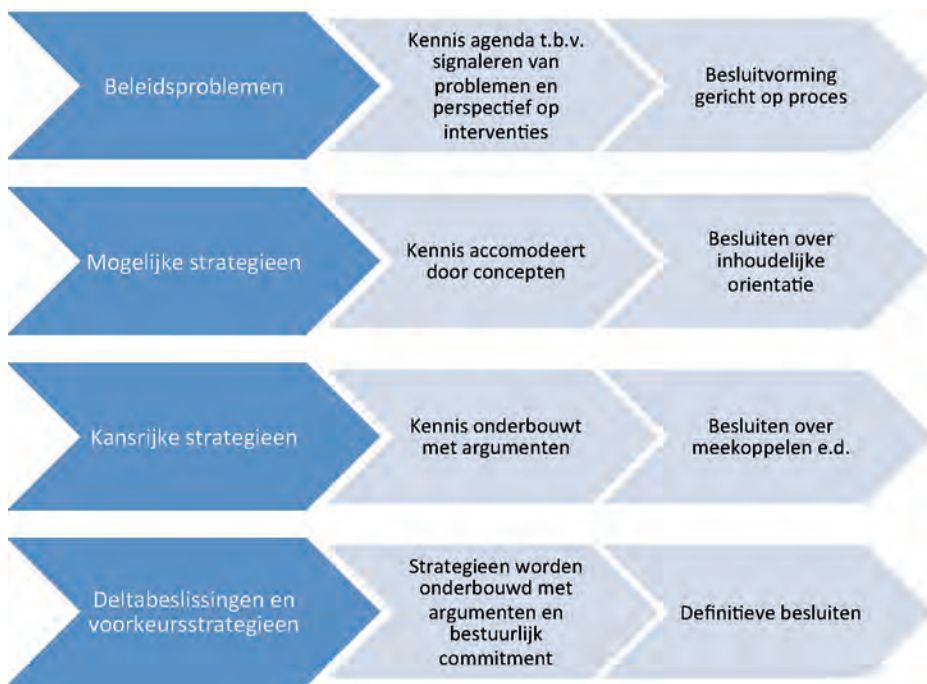 Beleidsproblemen
Kennis agenda t.b.v.
signaleren van
problemen en
perspectief op
interventies
Besluitvorming
gericht op proces
Mogelijke strategieen
Kennis accomodeert
door concepten
Besluiten over
inhoudelijke
orientatie
Kansrijke strategieen
Kennis onderbouwt
met argumenten
Besluiten over
meekoppelen e.d.
Deltabeslissingen en
voorkeursstrategieen
Strategieen worden
onderbouwd met
argumenten en
bestuurlijk
commitment
Definitieve besluiten